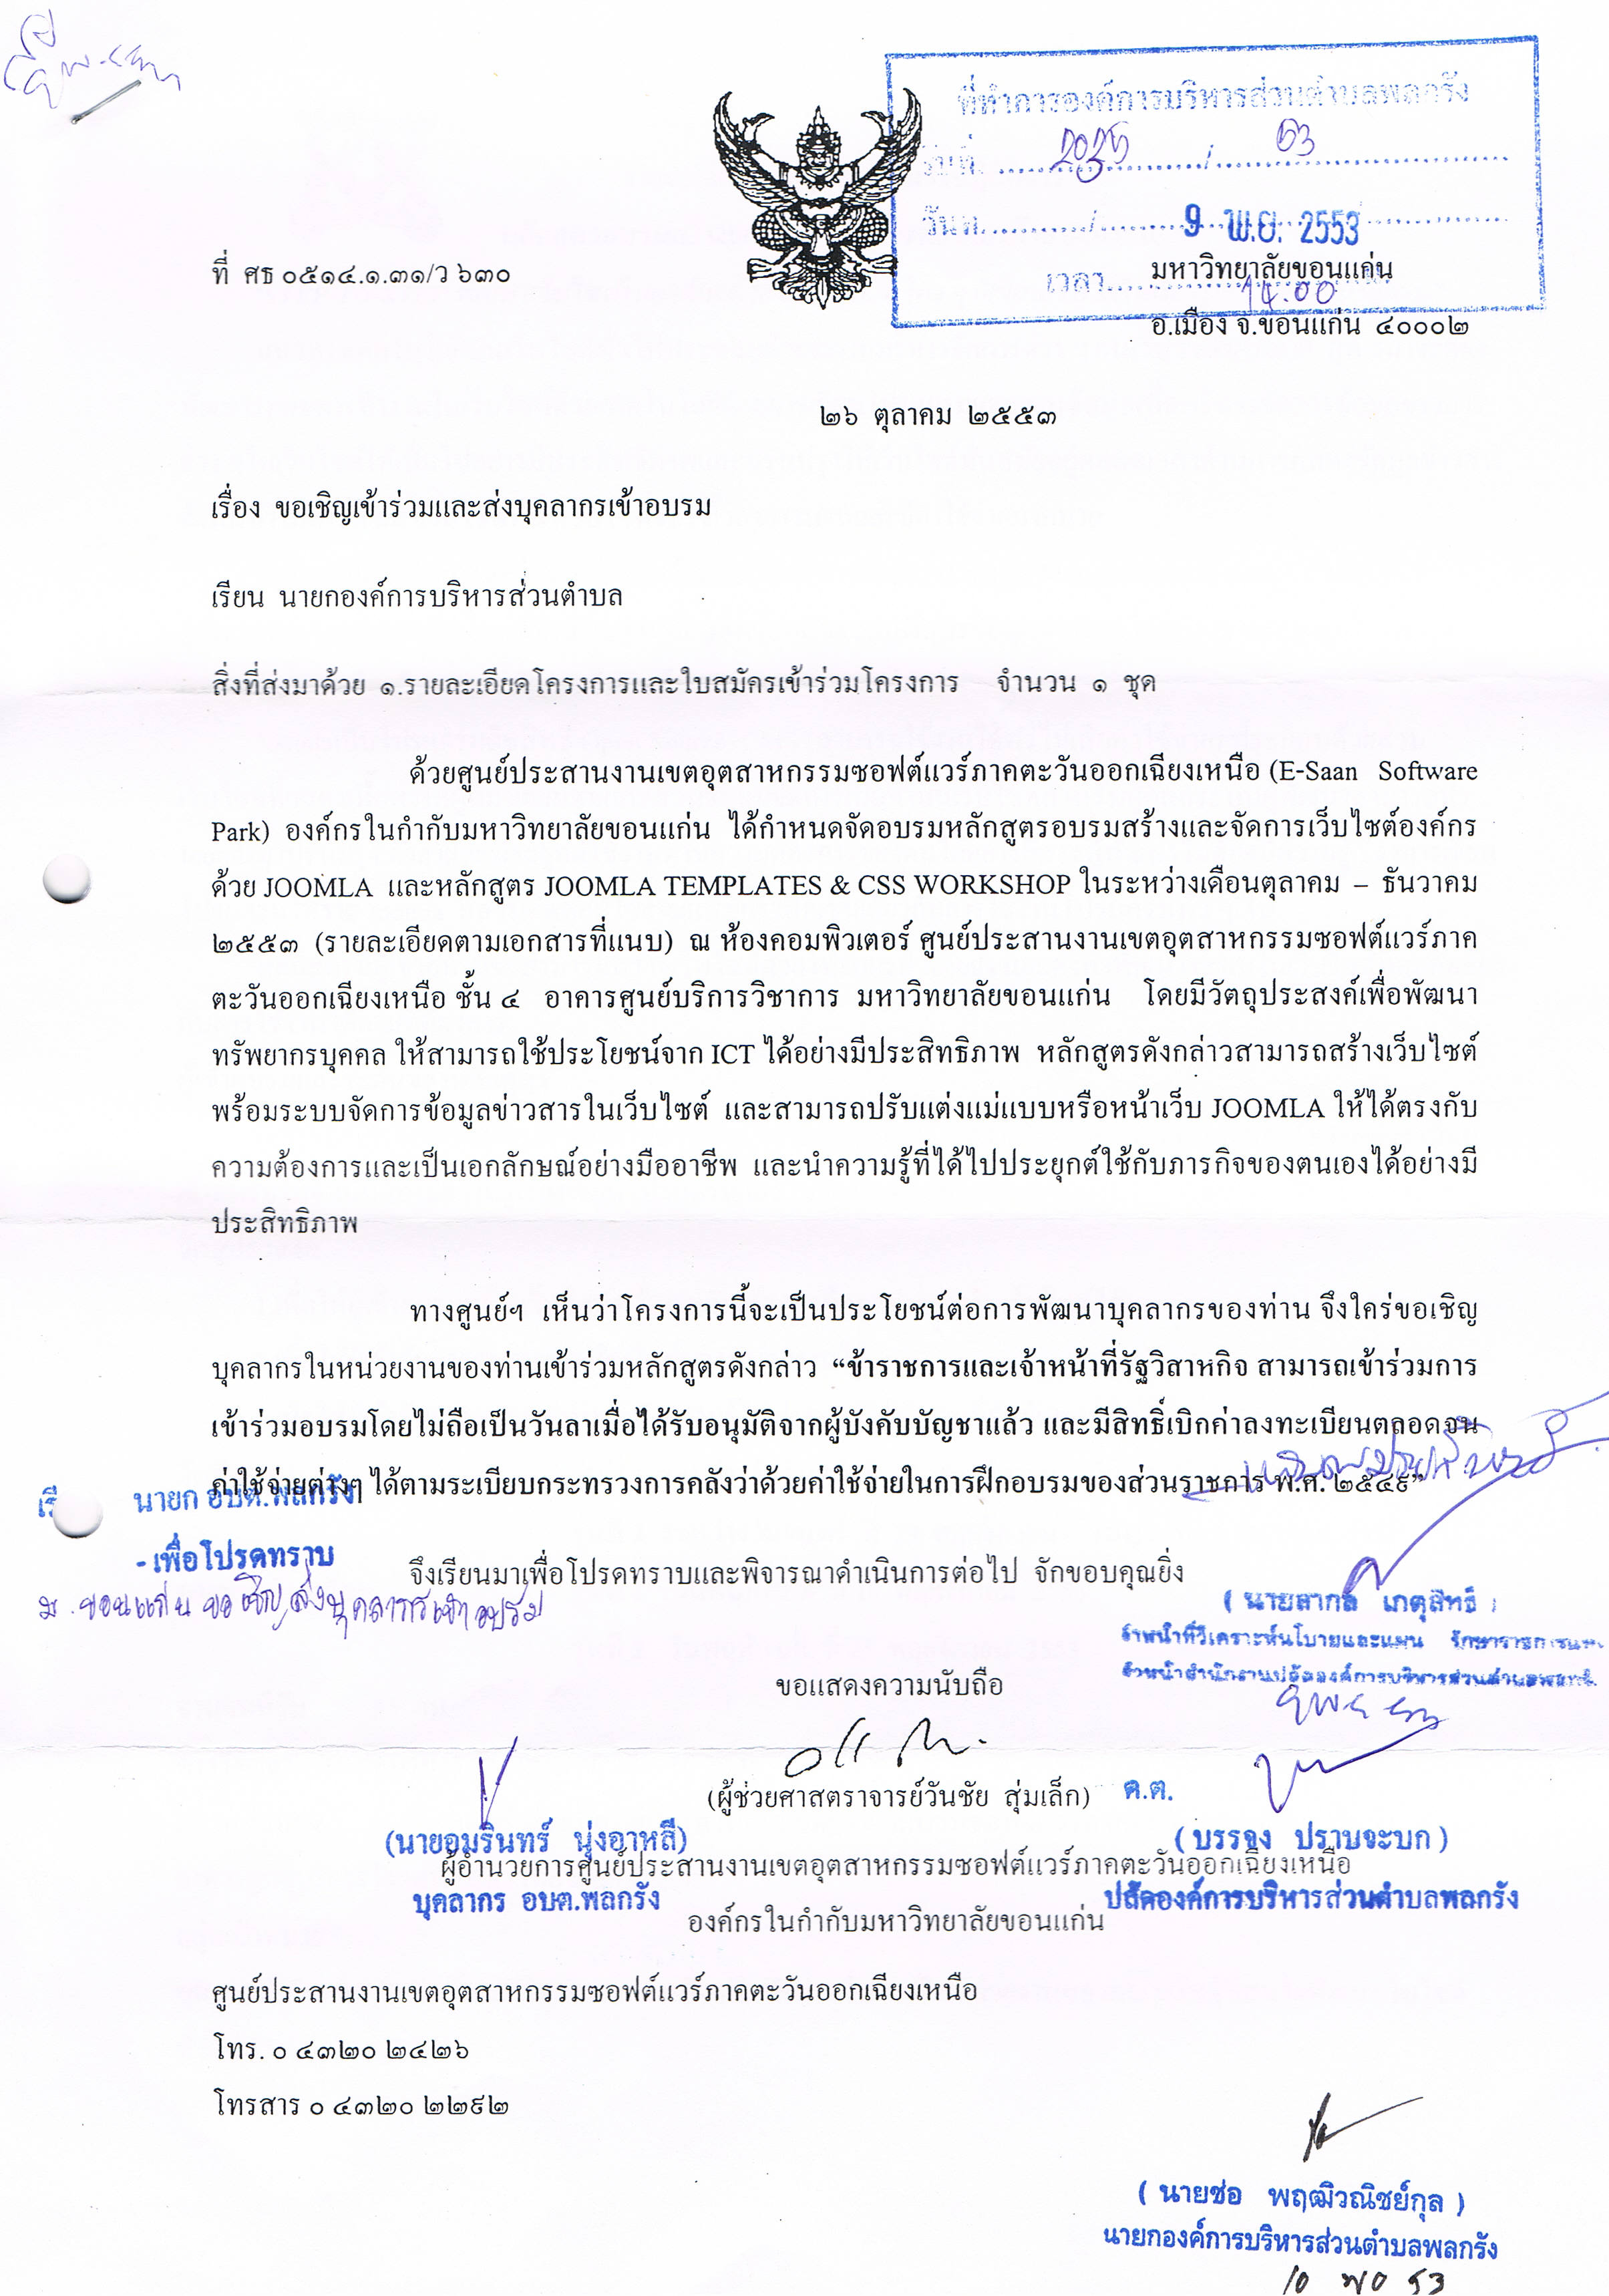 ที่ทำการองค์การบริหารส่วนตำบลพลกรัง
รับที่ ........................../.....๕๓.....
วันที่............/........9 พ.ย. 2553
เวลา............14.00
ที่ ศธ ๐๕๑๔.๑.๓๑/ว ๖๓๐
มหาวิทยาลัยขอนแก่น
อ.เมือง จ.ขอนแก่น ๔๐๐๐๒
๒๖ ตุลาคม ๒๕๕๓
เรื่อง ขอเชิญเข้าร่วมและส่งบุคลากรเข้าอบรม
เรียน นายกองค์การบริหารส่วนตำบล
สิ่งที่ส่งมาด้วย ๑.รายละเอียดโครงการและใบสมัครเข้าร่วมโครงการ จำนวน ๑ ชุด
ด้วยศูนย์ประสานงานเขตอุตสาหกรรมซอฟต์แวร์ภาคตะวันออกเฉียงเหนือ (E-Saan Software
Park) องค์กรในกำกับมหาวิทยาลัยขอนแก่น ได้กำหนดจัดอบรมหลักสูตรอบรมสร้างและจัดการเว็บไซต์องค์กร
ด้วย JOOMLA และหลักสูตร JOOMLA TEMPLATES & CSS WORKSHOP ในระหว่างเดือนตุลาคม – ธันวาคม
๒๕๕๓ (รายละเอียดตามเอกสารที่แนบ) ณ ห้องคอมพิวเตอร์ ศูนย์ประสานงานเขตอุตสาหกรรมซอฟต์แวร์ภาค
ตะวันออกเฉียงเหนือ ชั้น ๔ อาคารศูนย์บริการวิชาการ มหาวิทยาลัยขอนแก่น โดยมีวัตถุประสงค์เพื่อพัฒนา
ทรัพยากรบุคคล ให้สามารถใช้ประโยชน์จาก ICT ได้อย่างมีประสิทธิภาพ หลักสูตรดังกล่าวสามารถสร้างเว็บไซต์
พร้อมระบบจัดการข้อมูลข่าวสารในเว็บไซต์ และสามารถปรับแต่งแม่แบบหรือหน้าเว็บ JOOMLA ให้ได้ตรงกับ
ความต้องการและเป็นเอกลักษณ์อย่างมืออาชีพ และนำความรู้ที่ได้ไปประยุกต์ใช้กับภารกิจของตนเองได้อย่างมี
ประสิทธิภาพ
ทางศูนย์ฯ เห็นว่าโครงการนี้จะเป็นประโยชน์ต่อการพัฒนาบุคลากรของท่าน จึงใคร่ขอเชิญ
บุคลากรในหน่วยงานของท่านเข้าร่วมหลักสูตรดังกล่าว “ข้าราชการและเจ้าหน้าที่รัฐวิสาหกิจ สามารถเข้าร่วมการ
เข้าร่วมอบรมโดยไม่ถือเป็นวันลาเมื่อได้รับอนุมัติจากผู้บังคับบัญชาแล้ว และมีสิทธิ์เบิกค่าลงทะเบียนตลอดจน
ค่าใช้จ่ายต่างๆ ได้ตามระเบียบกระทรวงการคลังว่าด้วยค่าใช้จ่ายในการฝึกอบรมของส่วนราชการ พ.ศ. ๒๕๔๙”
นายก อบต.พลกรัง
- เพื่อโปรดทราบ
ม. ขอนแก่น ขอเชิญส่งบุคลากรเข้าอบรม
จึงเรียนมาเพื่อโปรดทราบและพิจารณาดำเนินการต่อไป จักขอบคุณยิ่ง
( นายสากล เกตุสิทธิ์ )
เจ้าหน้าที่วิเคราะห์นโยบายและแผน รักษาราชการแทน
หัวหน้าสำนักงานปลัดองค์การบริหารส่วนตำบลพลกรัง
ขอแสดงความนับถือ
(ผู้ช่วยศาสตราจารย์วันชัย สุ่มเล็ก)
ด.ต.
(นายอมรินทร์ นุ่งอาหลี)
( บรรจง ปราบจะบก )
ผู้อำนวยการศูนย์ประสานงานเขตอุตสาหกรรมซอฟต์แวร์ภาคตะวันออกเฉียงเหนือ
บุคลากร อบต.พลกรัง
ปลัดองค์การบริหารส่วนตำบลพลกรัง
องค์กรในกำกับมหาวิทยาลัยขอนแก่น
ศูนย์ประสานงานเขตอุตสาหกรรมซอฟต์แวร์ภาคตะวันออกเฉียงเหนือ
โทร. ๐ ๔๓๒๐ ๒๔๒๖
โทรสาร ๐ ๔๓๒๐ ๒๒๙๒
( นายช่อ พฤฒิวณิชย์กุล )
นายกองค์การบริหารส่วนตำบลพลกรัง
10 พย 53